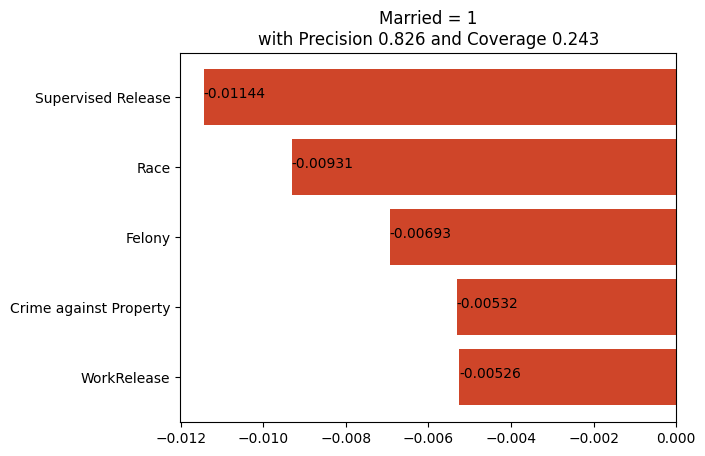 Married = 1
with Precision 0.826 and Coverage 0.243
Supervised Release
-0.01144
Race
-0.00931
Felony
-0.00693
Crime against Property
-0.00532
WorkRelease
-0.00526
−0.012 −0.010 −0.008 −0.006 −0.004 −0.002 0.000